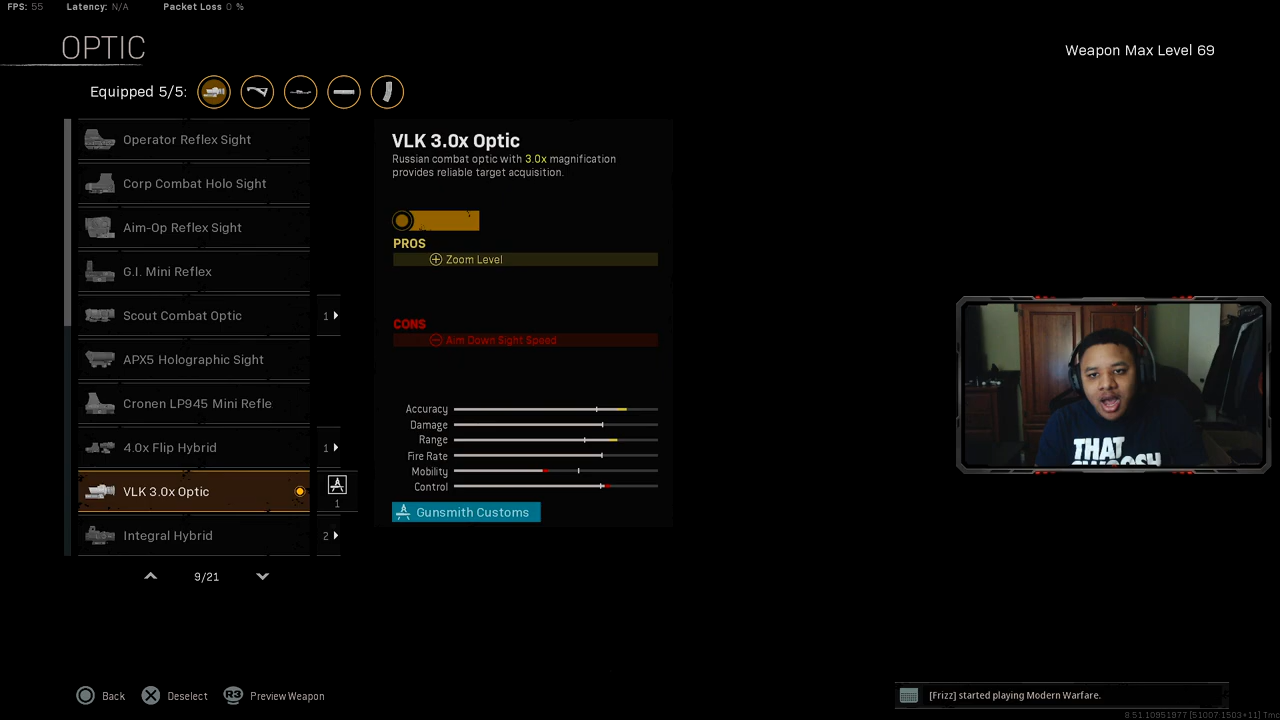 FPS: 55 Latency: N/A Packet Loss 0 %
OPTIC
Weapon Max Level 69
Equipped 5/5:
Operator Reflex Sight
Corp Combat Holo Sight
Aim-Op Reflex Sight
G.I. Mini Reflex
Scout Combat Optic 1
APX5 Holographic Sight
Cronen LP945 Mini Refle
4.0x Flip Hybrid 1
VLK 3.0x Optic 1
Integral Hybrid 2
9/21
VLK 3.0x Optic
Russian combat optic with 3.0x magnification
provides reliable target acquisition.
PROS
Zoom Level
CONS
Aim Down Sight Speed
Accuracy
Damage
Range
Fire Rate
Mobility
Control
Gunsmith Customs
THAT
SWOOSH
Back Deselect R3 Preview Weapon
[Frizz] started playing Modern Warfare.